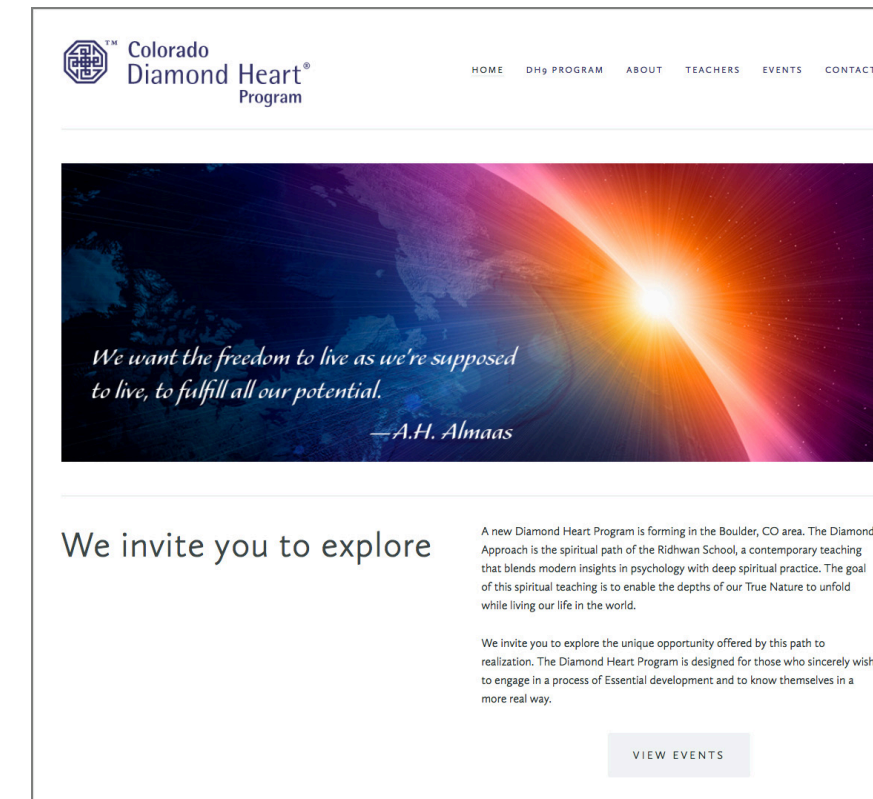 ™ Colorado
Diamond Heart®
Program
HOME DH9 PROGRAM ABOUT TEACHERS EVENTS CONTACT
We want the freedom to live as we're supposed
to live, to fulfill all our potential.
—A.H. Almaas
We invite you to explore
A new Diamond Heart Program is forming in the Boulder, CO area. The Diamond
Approach is the spiritual path of the Ridhwan School, a contemporary teaching
that blends modern insights in psychology with deep spiritual practice. The goal
of this spiritual teaching is to enable the depths of our True Nature to unfold
while living our life in the world.
We invite you to explore the unique opportunity offered by this path to
realization. The Diamond Heart Program is designed for those who sincerely wish
to engage in a process of Essential development and to know themselves in a
more real way.
VIEW EVENTS